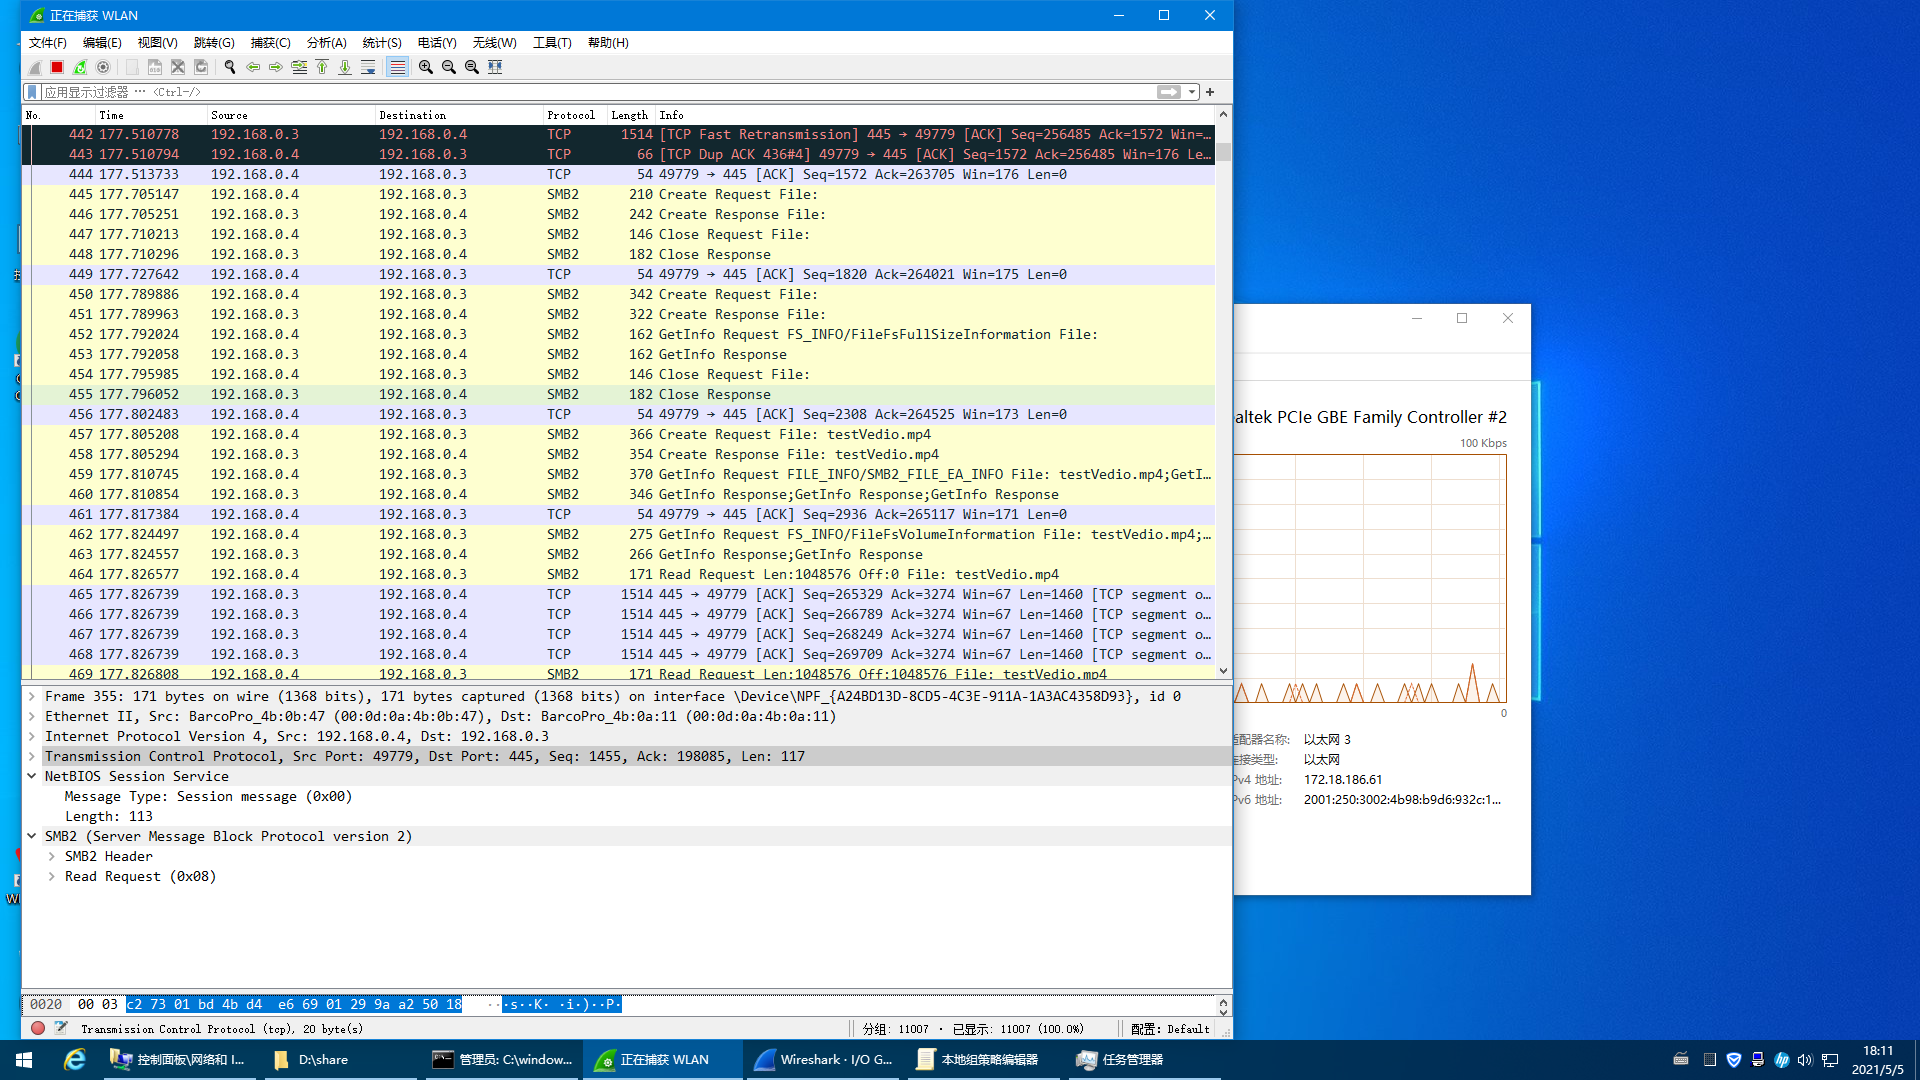 正在捕获 WLAN
文件(F) 编辑(E) 视图(V) 跳转(G) 捕获(C) 分析(A) 统计(S) 电话(Y) 无线(W) 工具(T) 帮助(H)
应用显示过滤器 … <Ctrl-/>
No. Time Source Destination Protocol Length Info
442 177.510778 192.168.0.3 192.168.0.4 TCP 1514 [TCP Fast Retransmission] 445 → 49779 [ACK] Seq=256485 Ack=1572 Win=…
443 177.510794 192.168.0.3 192.168.0.4 TCP 66 [TCP Dup ACK 436#4] 49779 → 445 [ACK] Seq=1572 Ack=256485 Win=176 Le…
444 177.513733 192.168.0.4 192.168.0.3 TCP 54 49779 → 445 [ACK] Seq=1572 Ack=263705 Win=176 Len=0
445 177.705147 192.168.0.4 192.168.0.3 SMB2 210 Create Request File:
446 177.705251 192.168.0.3 192.168.0.4 SMB2 242 Create Response File:
447 177.710213 192.168.0.4 192.168.0.3 SMB2 146 Close Request File:
448 177.710296 192.168.0.3 192.168.0.4 SMB2 182 Close Response
449 177.727642 192.168.0.4 192.168.0.3 TCP 54 49779 → 445 [ACK] Seq=1820 Ack=264021 Win=175 Len=0
450 177.789886 192.168.0.4 192.168.0.3 SMB2 342 Create Request File:
451 177.789963 192.168.0.3 192.168.0.4 SMB2 322 Create Response File:
452 177.792024 192.168.0.4 192.168.0.3 SMB2 162 GetInfo Request FS_INFO/FileFsFullSizeInformation File:
453 177.792058 192.168.0.3 192.168.0.4 SMB2 162 GetInfo Response
454 177.795985 192.168.0.4 192.168.0.3 SMB2 146 Close Request File:
455 177.796052 192.168.0.3 192.168.0.4 SMB2 182 Close Response
456 177.802483 192.168.0.4 192.168.0.3 TCP 54 49779 → 445 [ACK] Seq=2308 Ack=264525 Win=173 Len=0
457 177.805208 192.168.0.4 192.168.0.3 SMB2 366 Create Request File: testVedio.mp4
458 177.805294 192.168.0.3 192.168.0.4 SMB2 354 Create Response File: testVedio.mp4
459 177.810745 192.168.0.4 192.168.0.3 SMB2 370 GetInfo Request FILE_INFO/SMB2_FILE_EA_INFO File: testVedio.mp4;GetI…
460 177.810854 192.168.0.3 192.168.0.4 SMB2 346 GetInfo Response;GetInfo Response;GetInfo Response
461 177.817384 192.168.0.4 192.168.0.3 TCP 54 49779 → 445 [ACK] Seq=2936 Ack=265117 Win=171 Len=0
462 177.824497 192.168.0.4 192.168.0.3 SMB2 275 GetInfo Request FS_INFO/FileFsVolumeInformation File: testVedio.mp4;…
463 177.824557 192.168.0.3 192.168.0.4 SMB2 266 GetInfo Response;GetInfo Response
464 177.826577 192.168.0.4 192.168.0.3 SMB2 171 Read Request Len:1048576 Off:0 File: testVedio.mp4
465 177.826739 192.168.0.3 192.168.0.4 TCP 1514 445 → 49779 [ACK] Seq=265329 Ack=3274 Win=67 Len=1460 [TCP segment o…
466 177.826739 192.168.0.3 192.168.0.4 TCP 1514 445 → 49779 [ACK] Seq=266789 Ack=3274 Win=67 Len=1460 [TCP segment o…
467 177.826739 192.168.0.3 192.168.0.4 TCP 1514 445 → 49779 [ACK] Seq=268249 Ack=3274 Win=67 Len=1460 [TCP segment o…
468 177.826739 192.168.0.3 192.168.0.4 TCP 1514 445 → 49779 [ACK] Seq=269709 Ack=3274 Win=67 Len=1460 [TCP segment o…
469 177.826808 192.168.0.4 192.168.0.3 SMB2 171 Read Request Len:1048576 Off:1048576 File: testVedio.mp4
Frame 355: 171 bytes on wire (1368 bits), 171 bytes captured (1368 bits) on interface \Device\NPF_{A24BD13D-8CD5-4C3E-911A-1A3AC4358D93}, id 0
Ethernet II, Src: BarcoPro_4b:0b:47 (00:0d:0a:4b:0b:47), Dst: BarcoPro_4b:0a:11 (00:0d:0a:4b:0a:11)
Internet Protocol Version 4, Src: 192.168.0.4, Dst: 192.168.0.3
Transmission Control Protocol, Src Port: 49779, Dst Port: 445, Seq: 1455, Ack: 198085, Len: 117
NetBIOS Session Service
Message Type: Session message (0x00)
Length: 113
SMB2 (Server Message Block Protocol version 2)
SMB2 Header
Read Request (0x08)
0020 00 03 c2 73 01 bd 4b d4 e6 69 01 29 9a a2 50 18 ···s··K· ·i·)··P·
Transmission Control Protocol (tcp), 20 byte(s)
分组: 11007 · 已显示: 11007 (100.0%)
配置: Default
altek PCIe GBE Family Controller #2
100 Kbps
0
适配器名称: 以太网 3
连接类型: 以太网
Pv4 地址: 172.18.186.61
Pv6 地址: 2001:250:3002:4b98:b9d6:932c:1...
控制面板\网络和 I...
D:\share
管理员: C:\window...
正在捕获 WLAN
Wireshark · I/O G...
本地组策略编辑器
任务管理器
18:11
2021/5/5